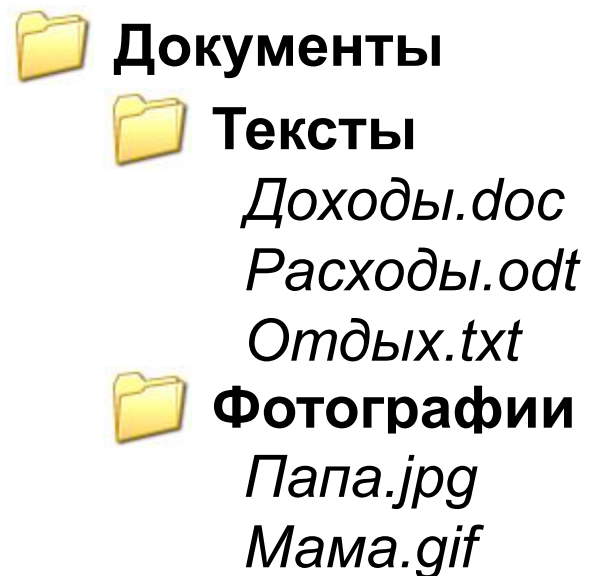 Документы
Тексты
Доходы.doc
Расходы.odt
Отдых.txt
Фотографии
Папа.jpg
Мама.gif